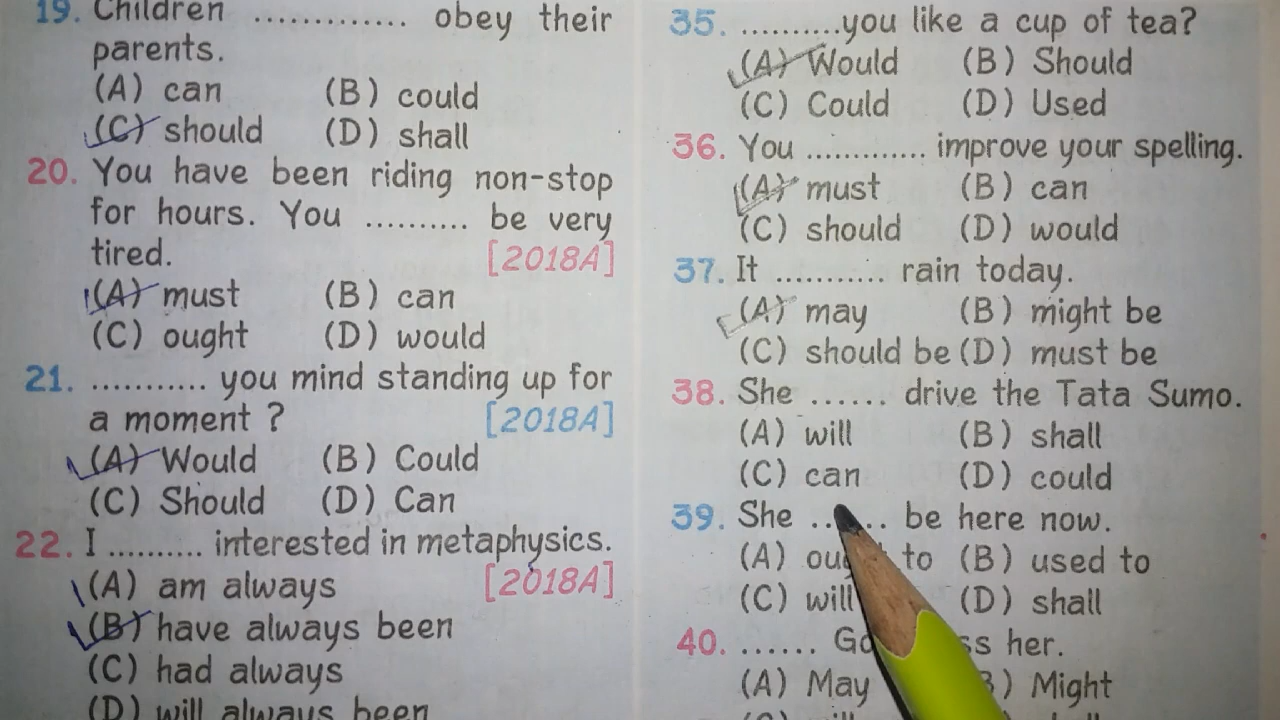 19. Children ............. obey their
parents.
(A) can (B) could
(C) should (D) shall
20. You have been riding non-stop
for hours. You .......... be very
tired. [2018A]
(A) must (B) can
(C) ought (D) would
21. ........... you mind standing up for
a moment ? [2018A]
(A) Would (B) Could
(C) Should (D) Can
22. I .......... interested in metaphysics.
(A) am always [2018A]
(B) have always been
(C) had always
(D) will always been
35. ..........you like a cup of tea?
(A) Would (B) Should
(C) Could (D) Used
36. You ............. improve your spelling.
(A) must (B) can
(C) should (D) would
37. It ........... rain today.
(A) may (B) might be
(C) should be (D) must be
38. She ...... drive the Tata Sumo.
(A) will (B) shall
(C) can (D) could
39. She ...... be here now.
(A) to (B) used to
(C) will (D) shall
40. ...... her.
(A) May (B) Might